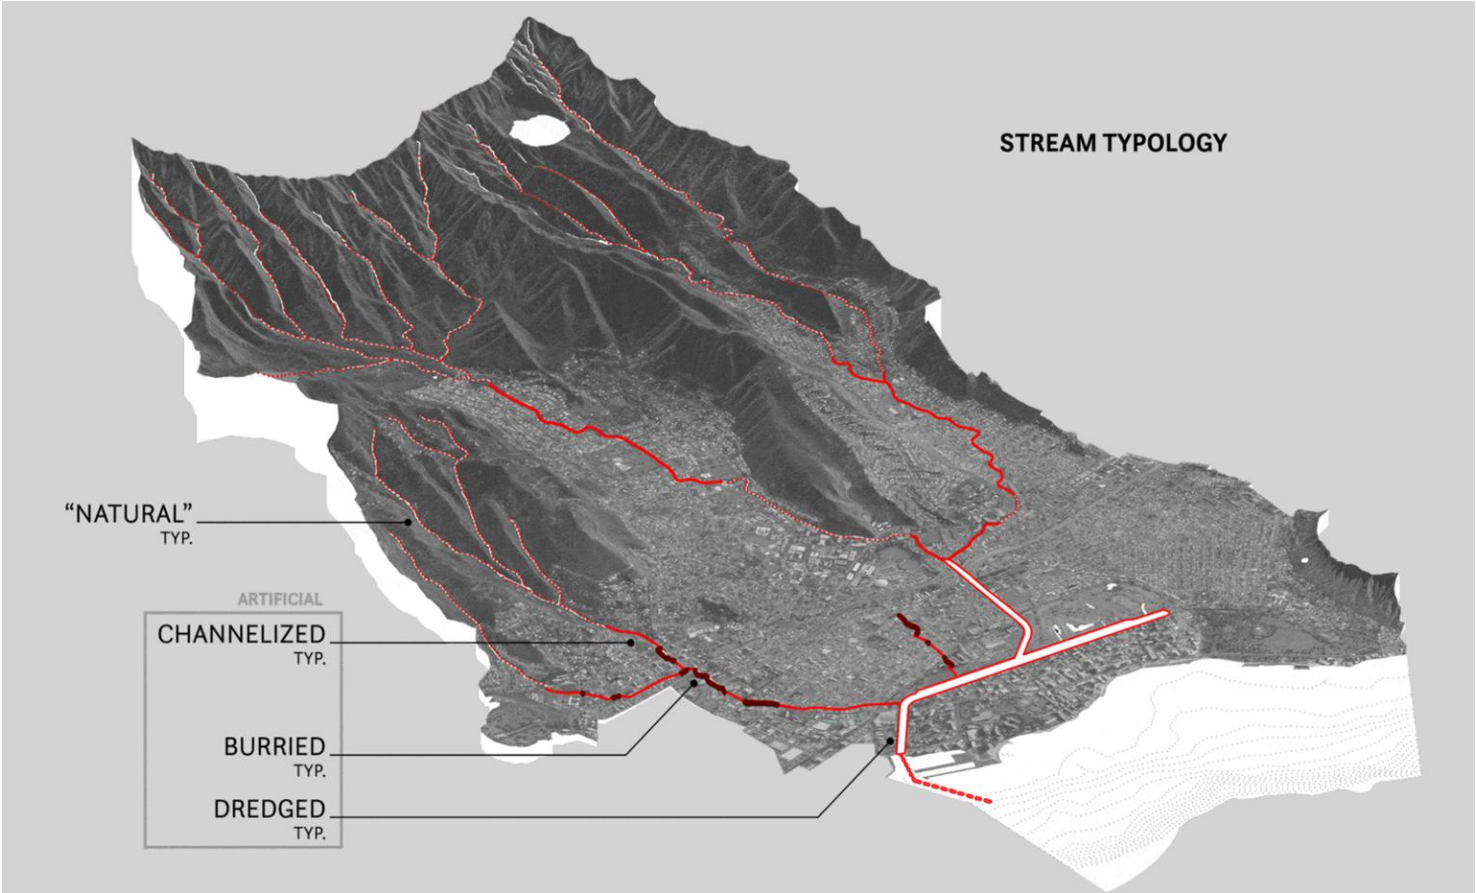 STREAM TYPOLOGY
“NATURAL”
TYP.
ARTIFICIAL
CHANNELIZED
TYP.
BURRIED
TYP.
DREDGED
TYP.